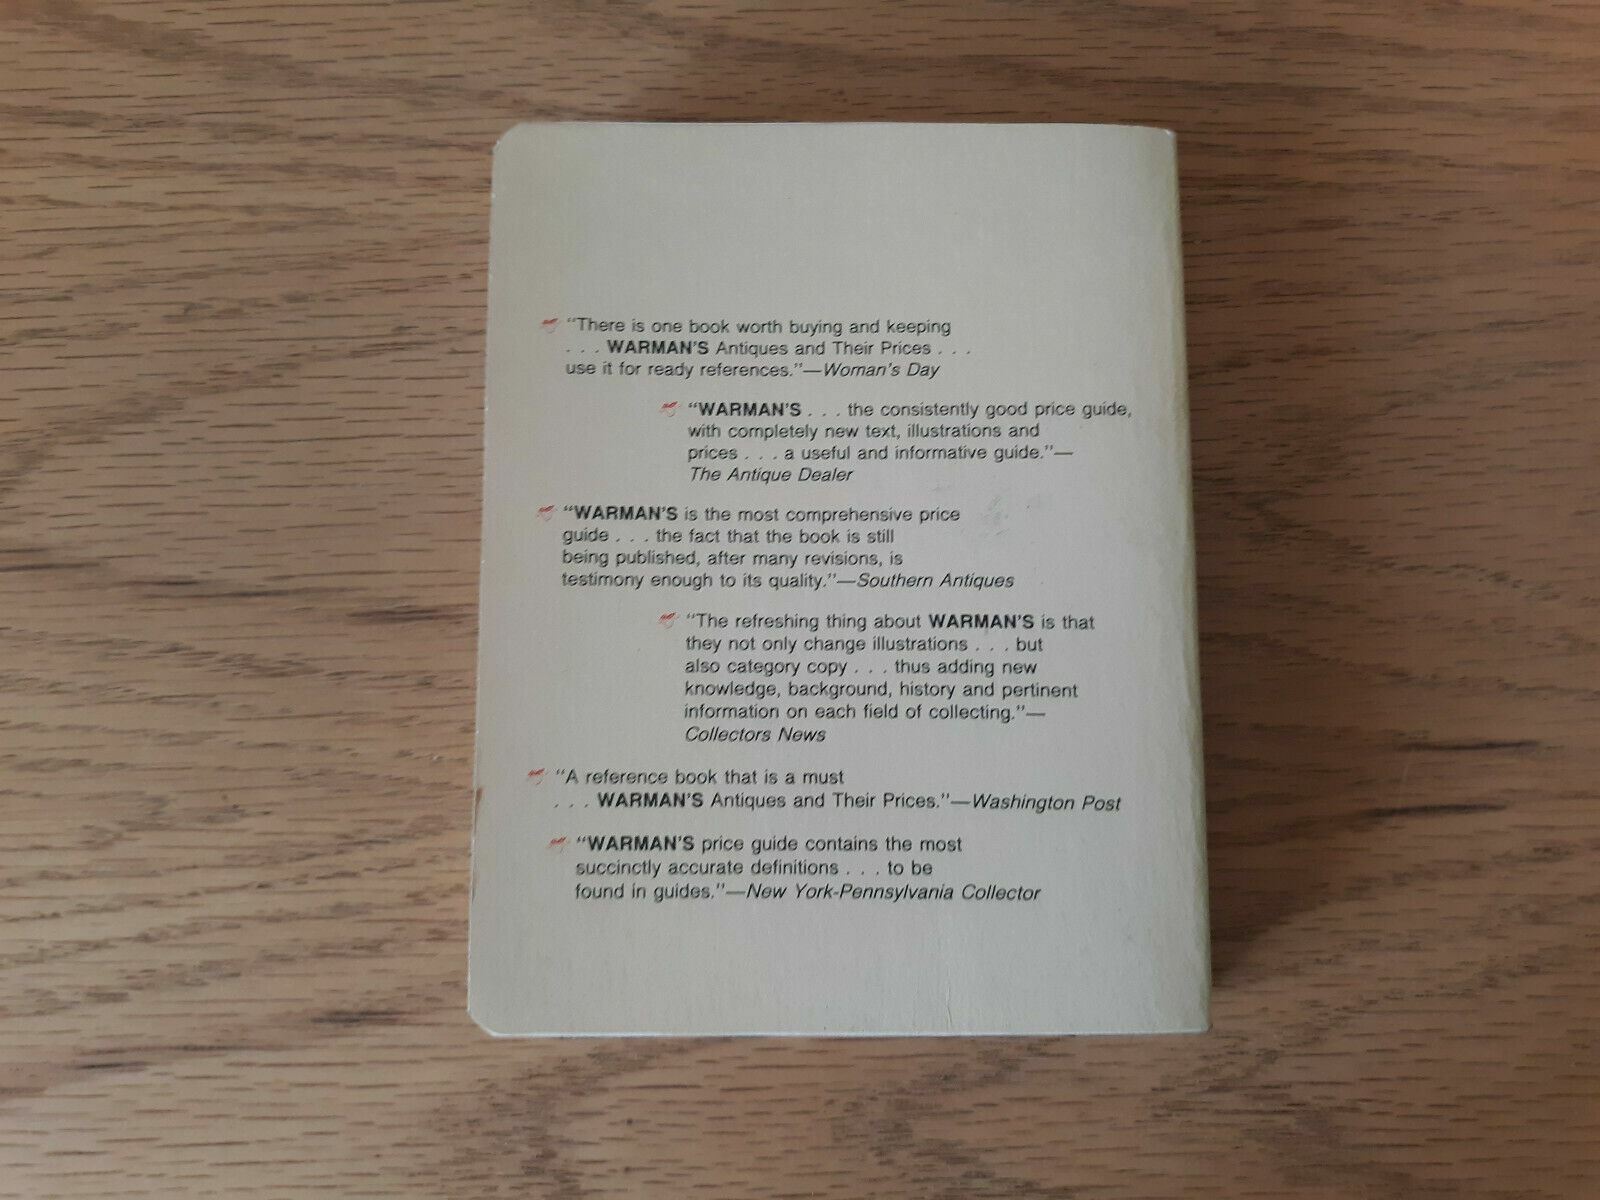 "There is one book worth buying and keeping
. . . WARMAN'S Antiques and Their Prices . . .
use it for ready references."—Woman's Day
"WARMAN'S . . . the consistently good price guide,
with completely new text, illustrations and
prices . . . a useful and informative guide."—
The Antique Dealer
"WARMAN'S is the most comprehensive price
guide . . . the fact that the book is still
being published, after many revisions, is
testimony enough to its quality."—Southern Antiques
"The refreshing thing about WARMAN'S is that
they not only change illustrations . . . but
also category copy . . . thus adding new
knowledge, background, history and pertinent
information on each field of collecting."—
Collectors News
"A reference book that is a must
. . . WARMAN'S Antiques and Their Prices."—Washington Post
"WARMAN'S price guide contains the most
succinctly accurate definitions . . . to be
found in guides."—New York-Pennsylvania Collector